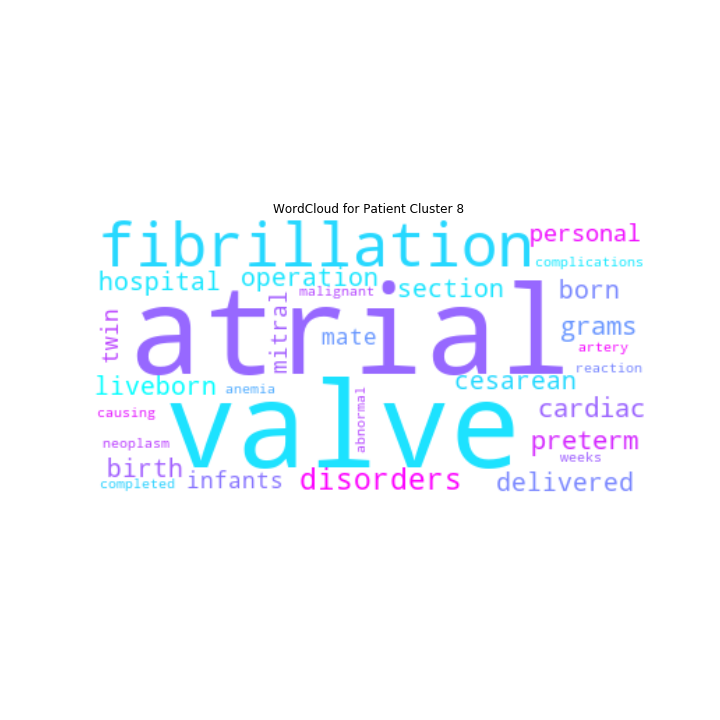 WordCloud for Patient Cluster 8
fibrillation
personal
complications
hospital
operation
malignant
section
born
atrial
twin
mitral
mate
grams
artery
reaction
liveborn
anemia
cesarean
causing
valve
abnormal
cardiac
neoplasm
preterm
birth
weeks
completed
infants
disorders
delivered